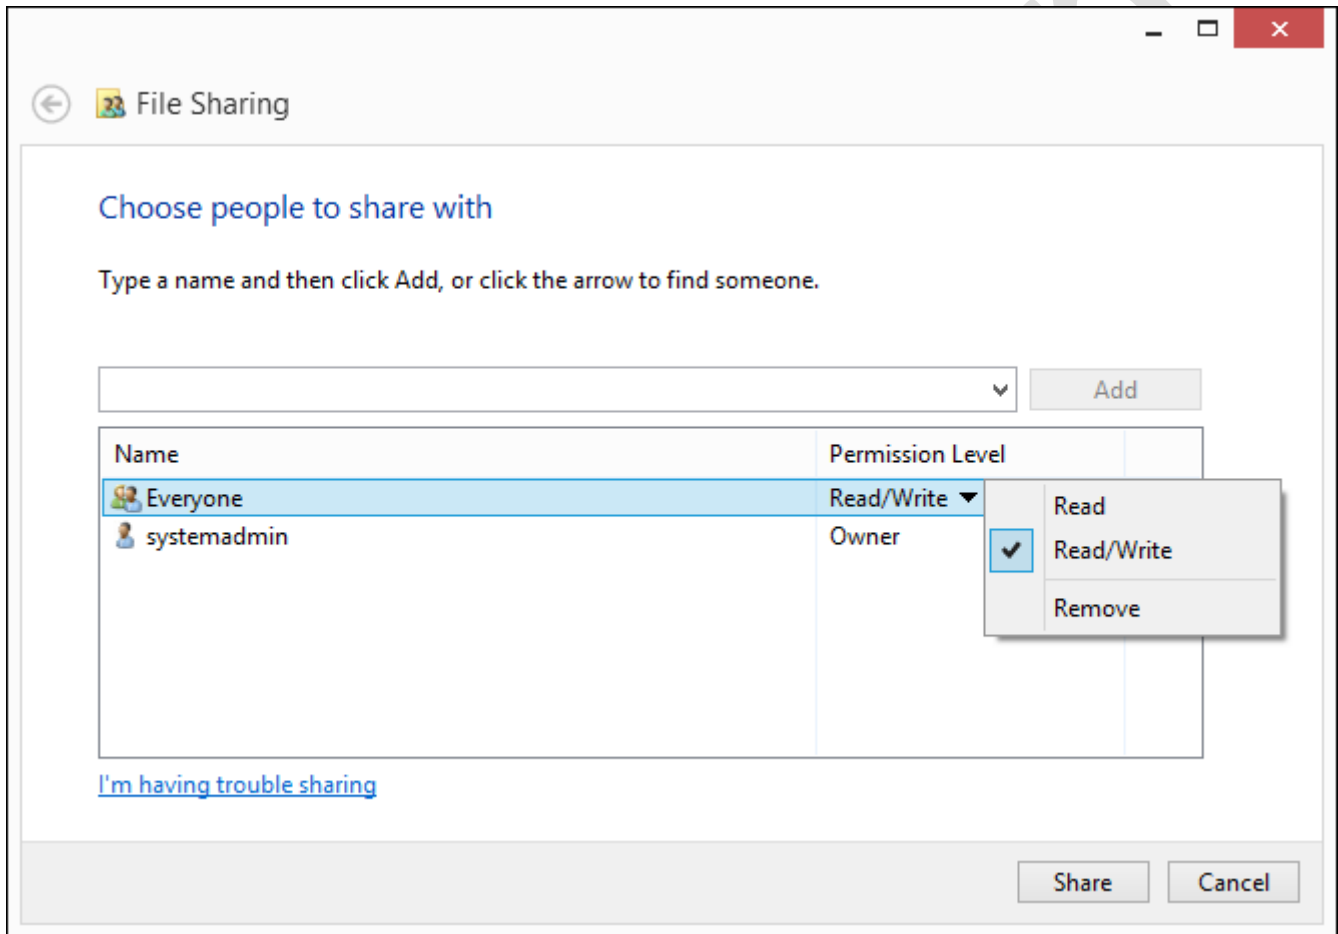 File Sharing
Choose people to share with
Type a name and then click Add, or click the arrow to find someone.
Add
Name Permission Level
Everyone Read/Write
systemadmin Owner
Read
Read/Write
Remove
I'm having trouble sharing
Share Cancel